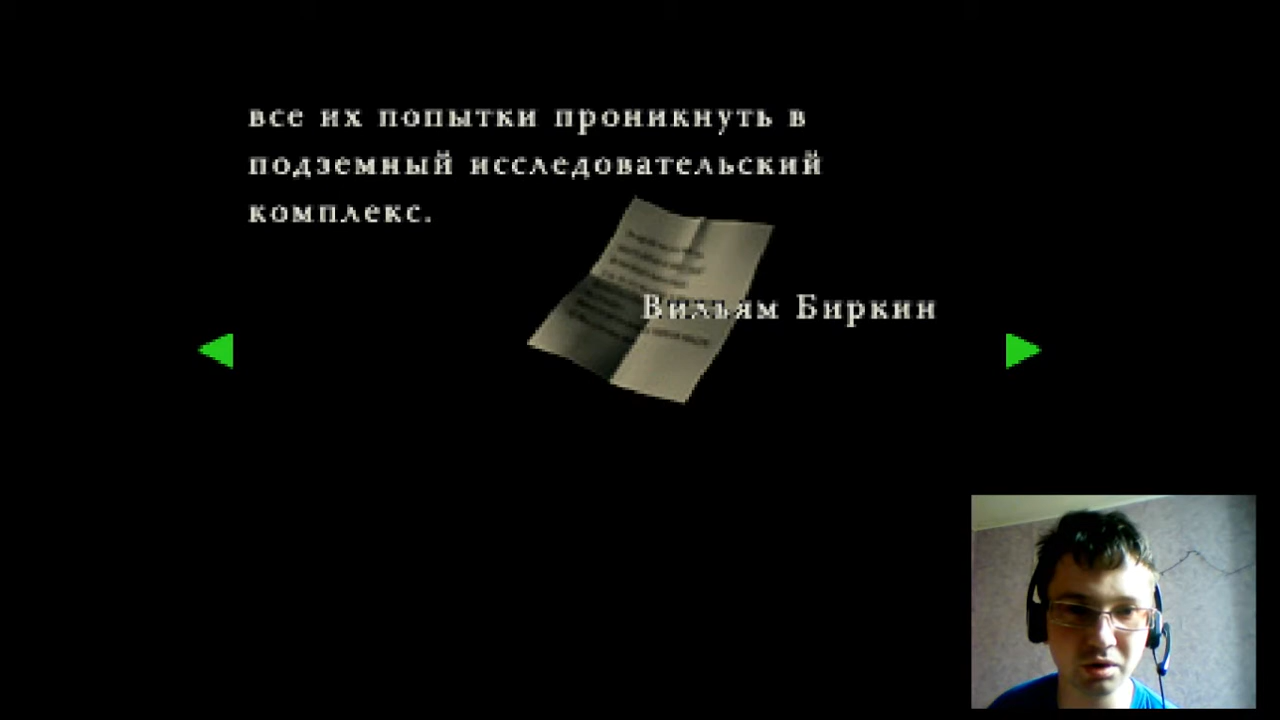 все их попытки проникнуть в
подземный исследовательский
комплекс.
Вильям Биркин